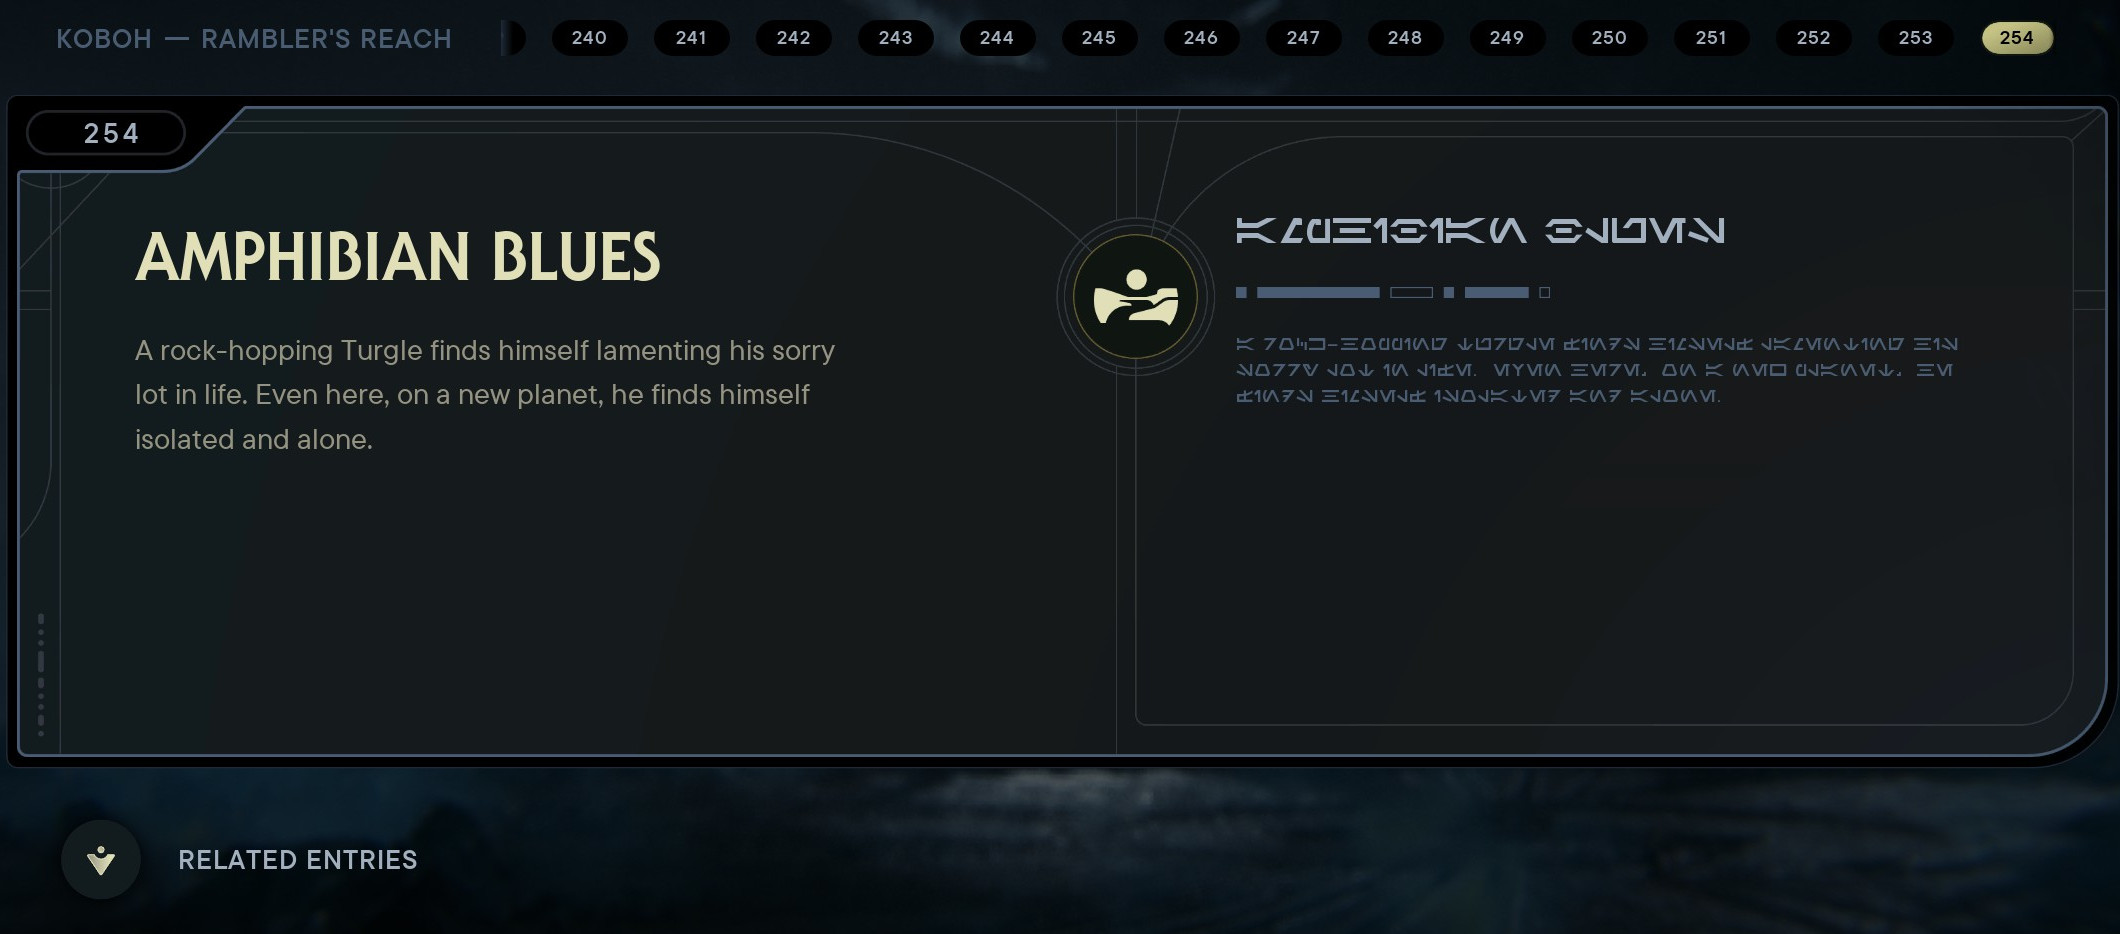 KOBOH — RAMBLER'S REACH
240 241 242 243 244 245 246 247 248 249 250 251 252 253 254
254
AMPHIBIAN BLUES
A rock-hopping Turgle finds himself lamenting his sorry
lot in life. Even here, on a new planet, he finds himself
isolated and alone.
RELATED ENTRIES